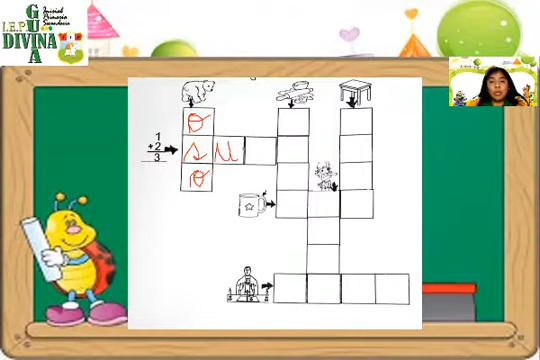 G
Inicial
Primaria
Secundaria
I.E.P U
DIVINA
A
o
1
+2
3
s u
o